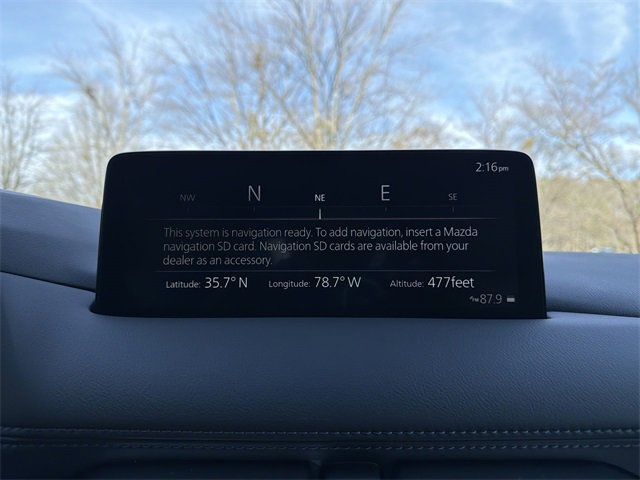 2:16pm
NW N NE E SE
This system is navigation ready. To add navigation, insert a Mazda
navigation SD card. Navigation SD cards are available from your
dealer as an accessory.
Latitude: 35.7° N Longitude: 78.7° W Altitude: 477feet
FM 87.9